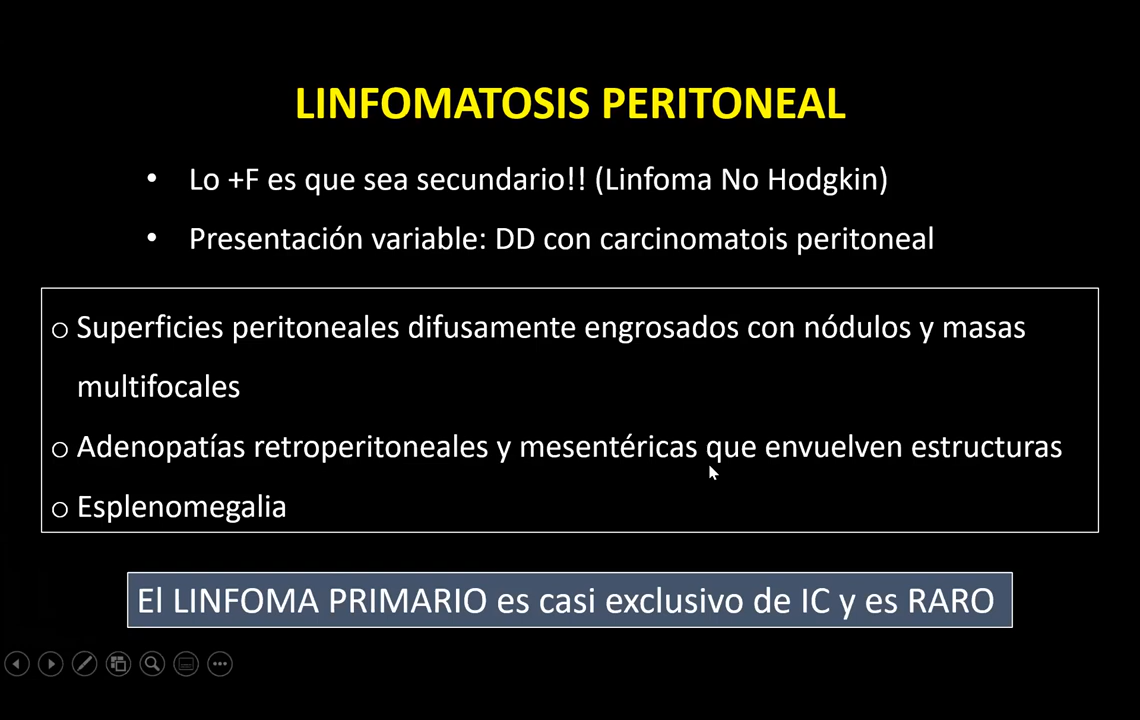 LINFOMATOSIS PERITONEAL
• Lo +F es que sea secundario!! (Linfoma No Hodgkin)
• Presentación variable: DD con carcinomatois peritoneal
o Superficies peritoneales difusamente engrosados con nódulos y masas
multifocales
o Adenopatías retroperitoneales y mesentéricas que envuelven estructuras
o Esplenomegalia
El LINFOMA PRIMARIO es casi exclusivo de IC y es RARO